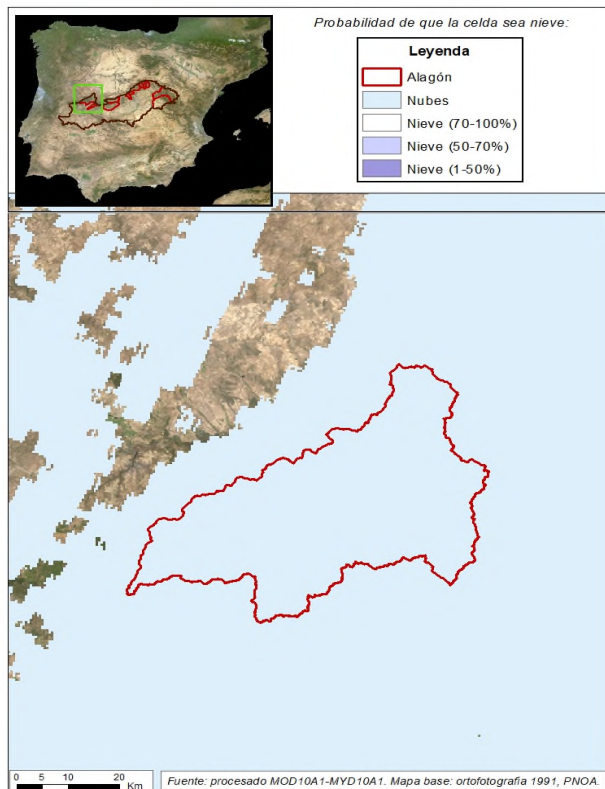 Probabilidad de que la celda sea nieve:
Leyenda
Alagón
Nubes
Nieve (70-100%)
Nieve (50-70%)
Nieve (1-50%)
0 5 10 20
Km
Fuente: procesado MOD10A1-MYD10A1. Mapa base: ortofotografía 1991, PNOA.